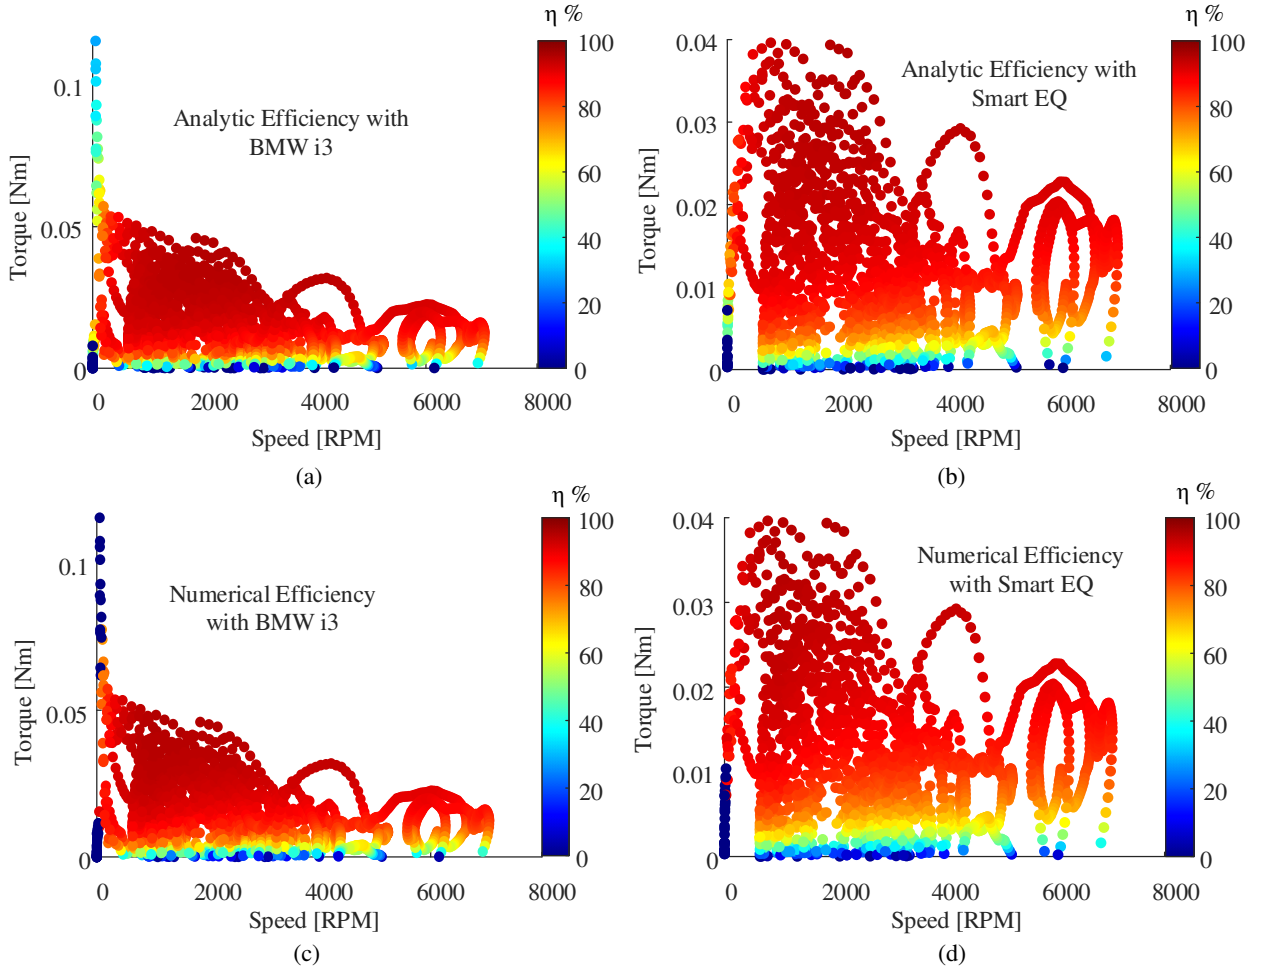 η %
100
80
60
40
20
0
Analytic Efficiency with
BMW i3
0.1
0.05
0
Torque [Nm]
0
2000
4000
6000
8000
Speed [RPM]
(a)
η %
100
80
60
40
20
0
Analytic Efficiency with
Smart EQ
0.04
0.03
0.02
0.01
0
Torque [Nm]
0
2000
4000
6000
8000
Speed [RPM]
(b)
η %
100
80
60
40
20
0
Numerical Efficiency
with BMW i3
0.1
0.05
0
Torque [Nm]
0
2000
4000
6000
8000
Speed [RPM]
(c)
η %
100
80
60
40
20
0
Numerical Efficiency
with Smart EQ
0.04
0.03
0.02
0.01
0
Torque [Nm]
0
2000
4000
6000
8000
Speed [RPM]
(d)